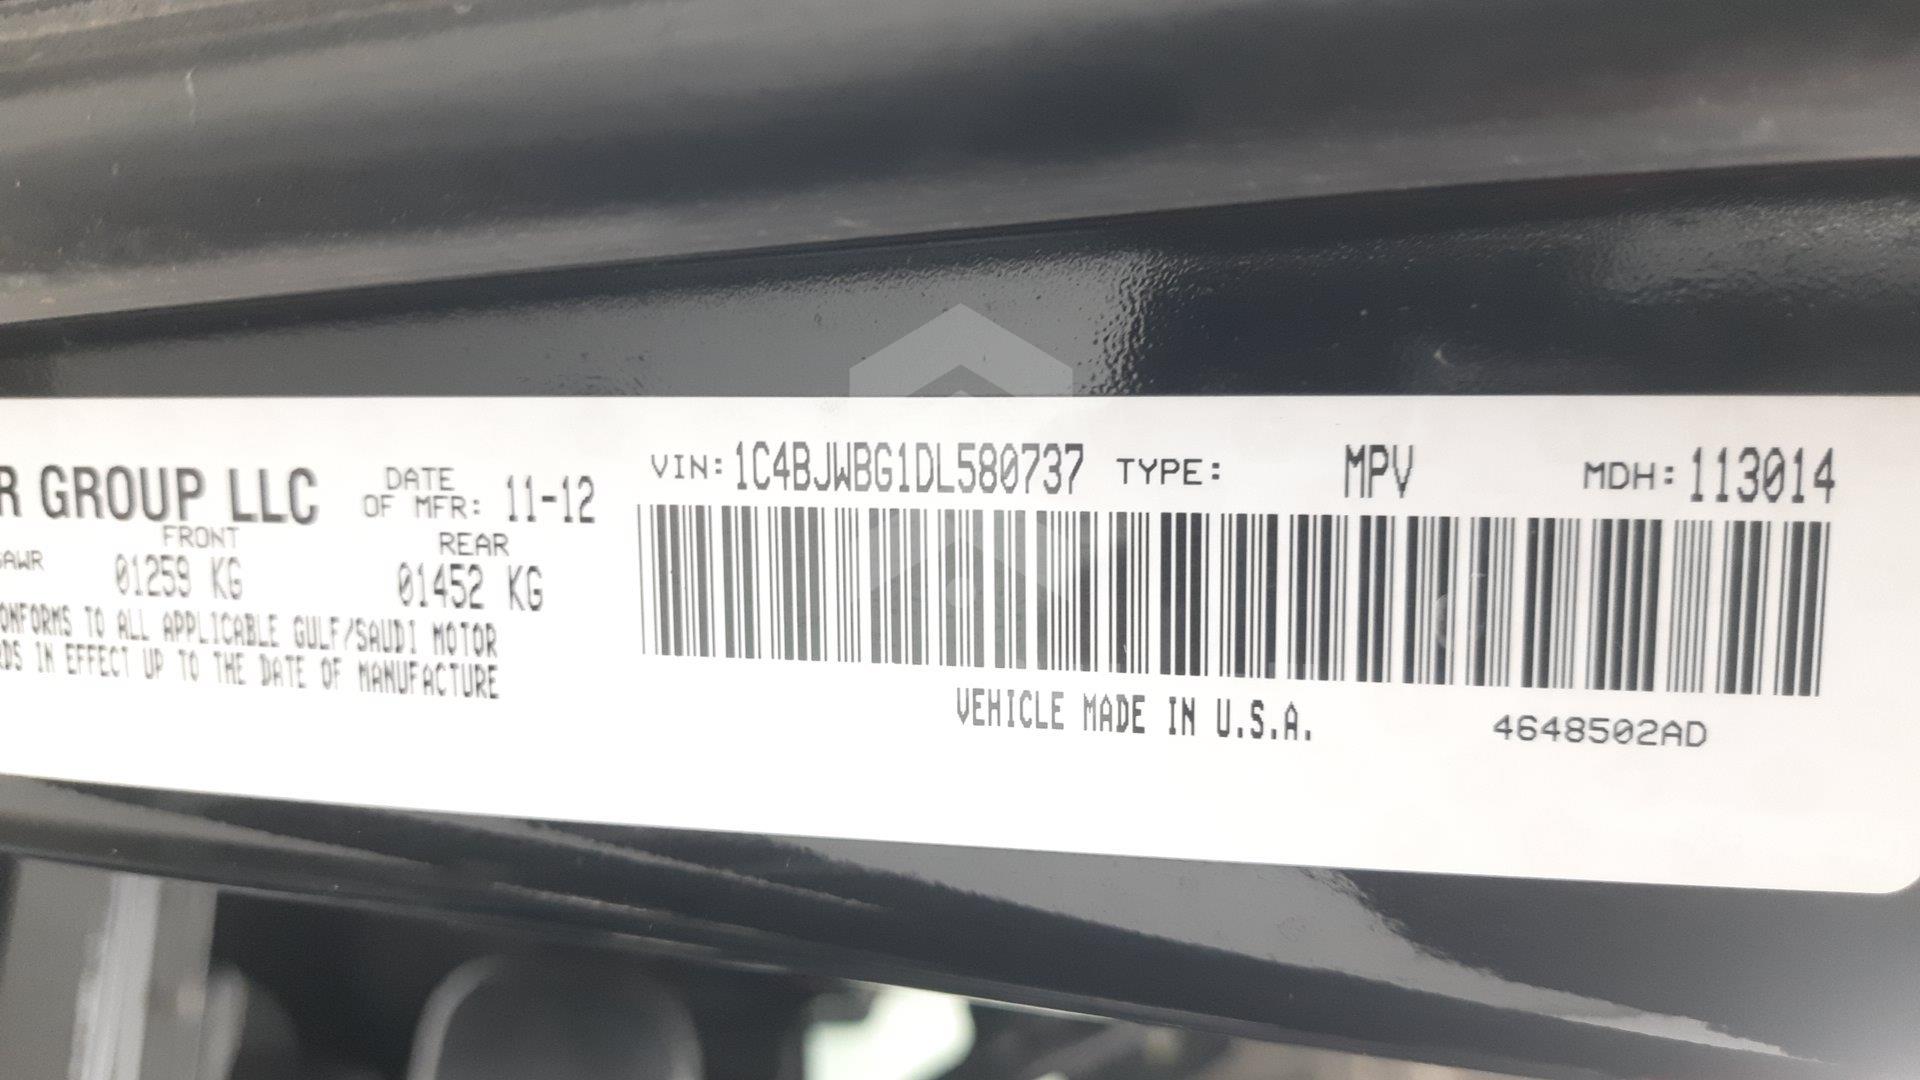 R GROUP LLC
DATE
OF MFR: 11-12
VIN: 1C4BJWBG1DL580737 TYPE: MPV MDH: 113014
FRONT REAR
GAWR
01259 KG 01452 KG
CONFORMS TO ALL APPLICABLE GULF/SAUDI MOTOR
DS IN EFFECT UP TO THE DATE OF MANUFACTURE
VEHICLE MADE IN U.S.A.
4648502AD